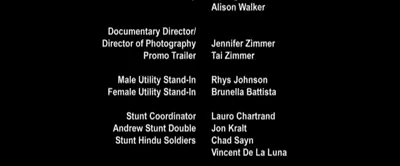 Alison Walker
Documentary Director/
Director of Photography Jennifer Zimmer
Promo Trailer Tai Zimmer
Male Utility Stand-In Rhys Johnson
Female Utility Stand-In Brunella Battista
Stunt Coordinator Lauro Chartrand
Andrew Stunt Double Jon Kralt
Stunt Hindu Soldiers Chad Sayn
Vincent De La Luna